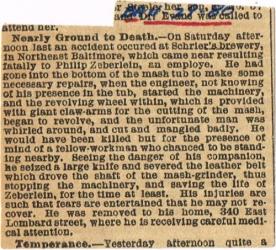 Dr. Evans was called to
attend
Nearly Ground to Death.—On Saturday after-
noon last an accident occured at Schrier's brewery,
in Northeast Baltimore, which came near resulting
fatally to Philip Zeberlein, an employe. He had
gone into the bottom of the mash tub to make some
necessary repairs, when the engineer, not knowing
of his presence in the tub, started the machinery,
and the revolving wheel within, which is provided
with giant claw-arms for the rotating of the mash,
began to revolve, and the unfortunate man was
whirled around, and cut and mangled badly. He
would have been killed but for the presence of
mind of a fellow-workman who chanced to be stand-
ing nearby. Seeing the danger of his companion,
he seized a large knife and severed the leather belt
which drove the shaft of the mash-grinder, thus
stopping the machinery, and saving the life of
Zeberlein, for the time at least. His injuries are
such that fears are entertained that he may not re-
cover. He was removed to his home, 340 East
Lombard street, where he is receiving careful medi-
cal attention.
Temperance.—Yesterday afternoon quite a